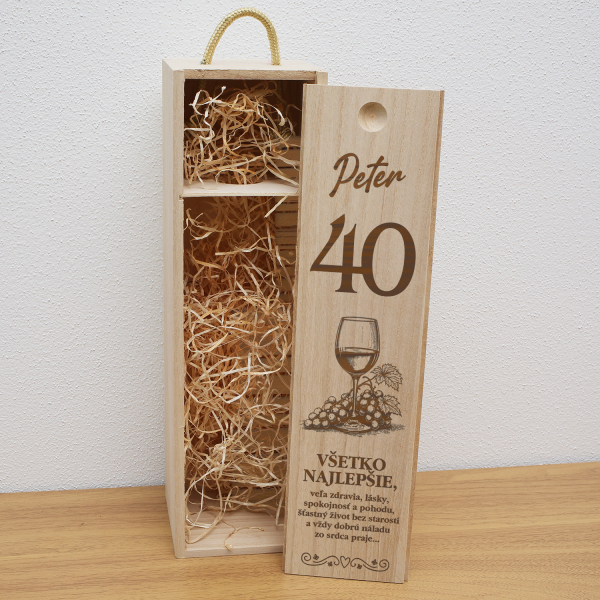 Peter
40
VŠETKO
NAJLEPŠIE,
veľa zdravia, lásky,
spokojnosť a pohodu,
šťastný život bez starostí
a vždy dobrú náladu
zo srdca praje...